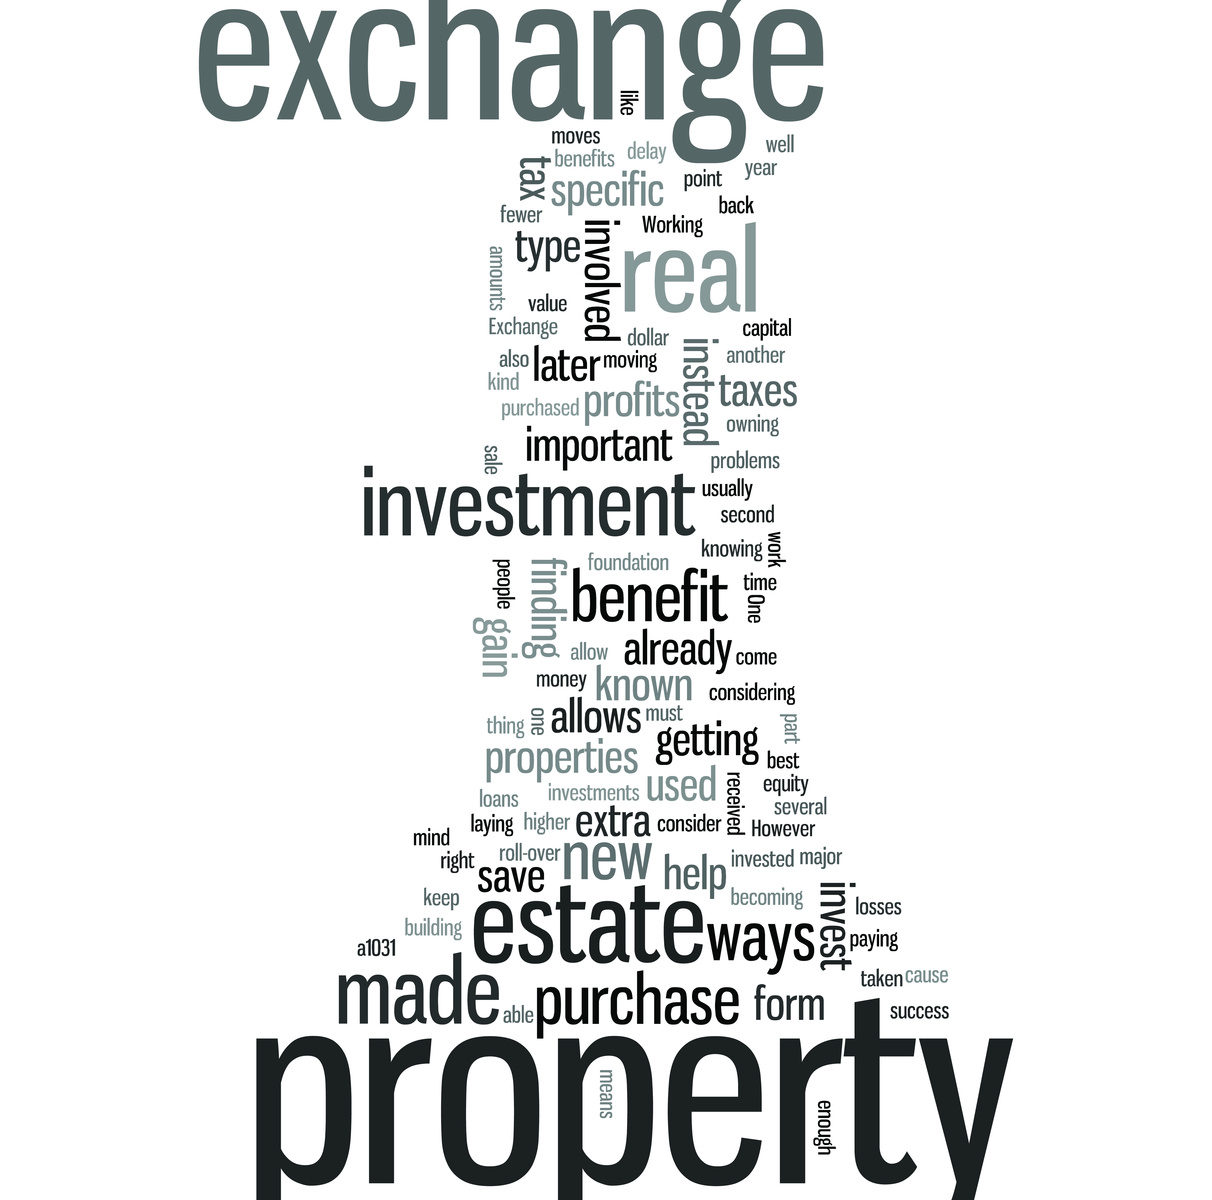 exchange
like
moves
well
benefits
delay
tax
year
specific
point
fewer
back
Working
type
involved
real
amounts
value
Exchange
dollar
capital
also
later
moving
instead
another
kind
taxes
purchased
profits
owning
important
sale
problems
investment
usually
second
knowing
work
people
finding
foundation
benefit
time
One
gain
allow
already
come
money
known
considering
thing
one
allows
must
part
getting
properties
best
used
received
equity
loans
investments
several
laying
higher
extra
consider
However
mind
right
roll-over
new
help
invested
major
save
keep
becoming
invest
losses
building
estate
ways
paying
a1031
made
taken
cause
able
purchase
form
success
property
means
enough